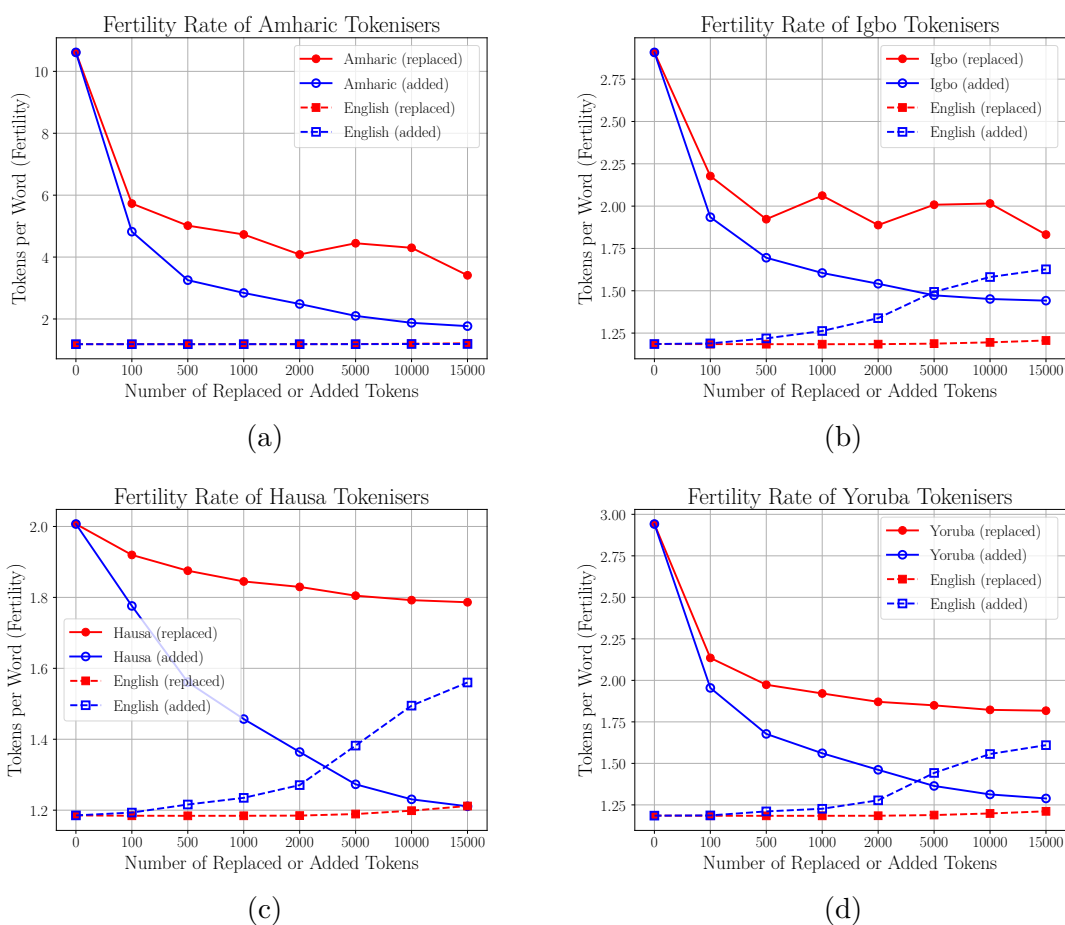 Fertility Rate of Amharic Tokenisers
Tokens per Word (Fertility)
10
8
6
4
2
Amharic (replaced)
Amharic (added)
English (replaced)
English (added)
0 100 500 1000 2000 5000 10000 15000
Number of Replaced or Added Tokens
(a)
Fertility Rate of Igbo Tokenisers
Tokens per Word (Fertility)
2.75
2.50
2.25
2.00
1.75
1.50
1.25
Igbo (replaced)
Igbo (added)
English (replaced)
English (added)
0 100 500 1000 2000 5000 10000 15000
Number of Replaced or Added Tokens
(b)
Fertility Rate of Hausa Tokenisers
Tokens per Word (Fertility)
2.0
1.8
1.6
1.4
1.2
Hausa (replaced)
Hausa (added)
English (replaced)
English (added)
0 100 500 1000 2000 5000 10000 15000
Number of Replaced or Added Tokens
(c)
Fertility Rate of Yoruba Tokenisers
Tokens per Word (Fertility)
3.00
2.75
2.50
2.25
2.00
1.75
1.50
1.25
Yoruba (replaced)
Yoruba (added)
English (replaced)
English (added)
0 100 500 1000 2000 5000 10000 15000
Number of Replaced or Added Tokens
(d)